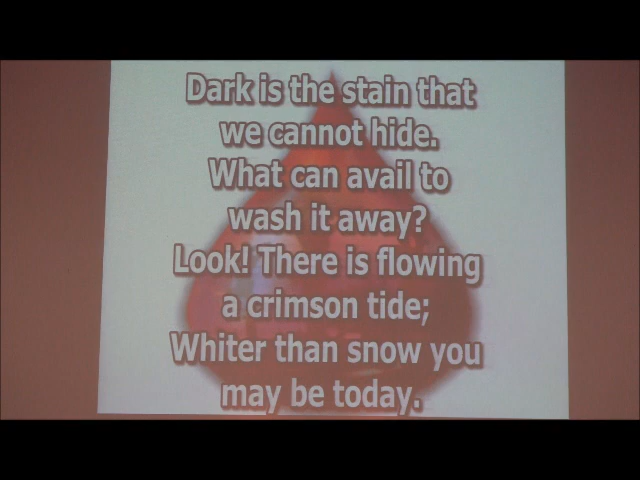 Dark is the stain that
we cannot hide.
What can avail to
wash it away?
Look! There is flowing
a crimson tide;
Whiter than snow you
may be today.